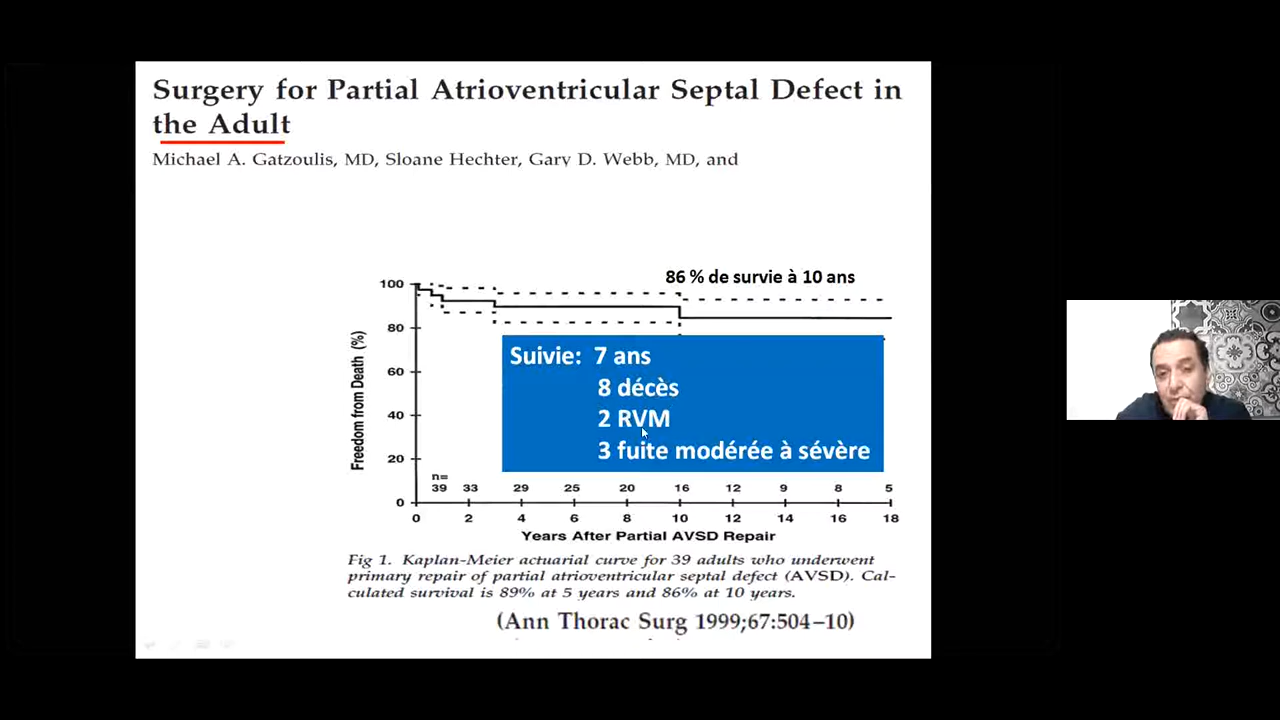 Surgery for Partial Atrioventricular Septal Defect in
the Adult
Michael A. Gatzoulis, MD, Sloane Hechter, Gary D. Webb, MD, and
86 % de survie à 10 ans
100
80
60
40
20
0
Freedom from Death (%)
Suivie: 7 ans
8 décès
2 RVM
3 fuite modérée à sévère
n=
39 33 29 25 20 16 12 9 8 5
0 2 4 6 8 10 12 14 16 18
Years After Partial AVSD Repair
Fig 1. Kaplan-Meier actuarial curve for 39 adults who underwent
primary repair of partial atrioventricular septal defect (AVSD). Cal-
culated survival is 89% at 5 years and 86% at 10 years.
(Ann Thorac Surg 1999;67:504–10)